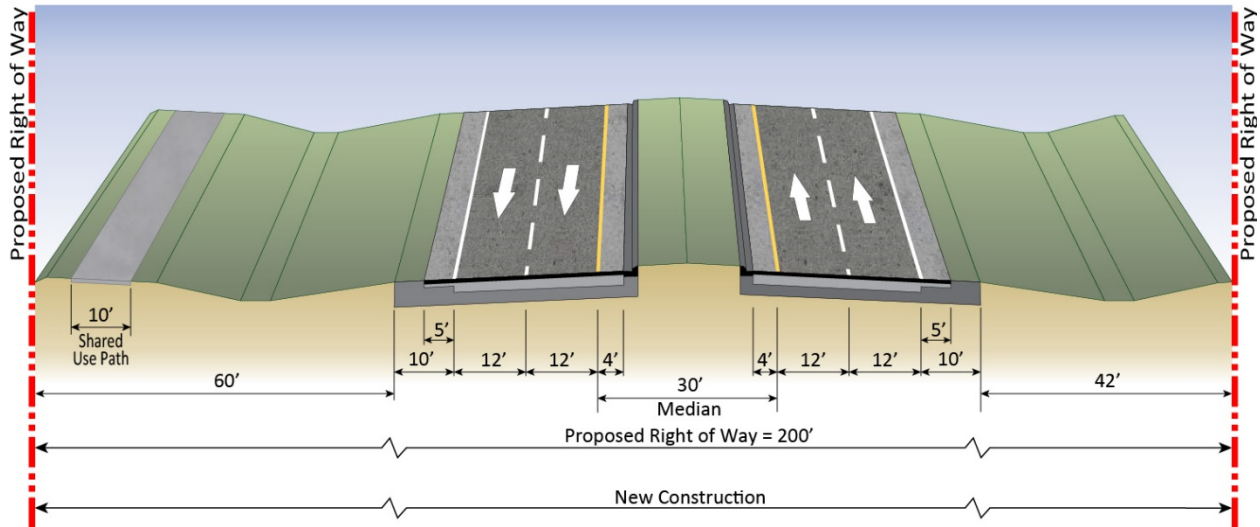 Proposed Right of Way
Proposed Right of Way
10’
Shared
Use Path
5’
5’
10’
12’
12’
4’
4’
12’
12’
10’
60’
30’
Median
42’
Proposed Right of Way = 200’
New Construction